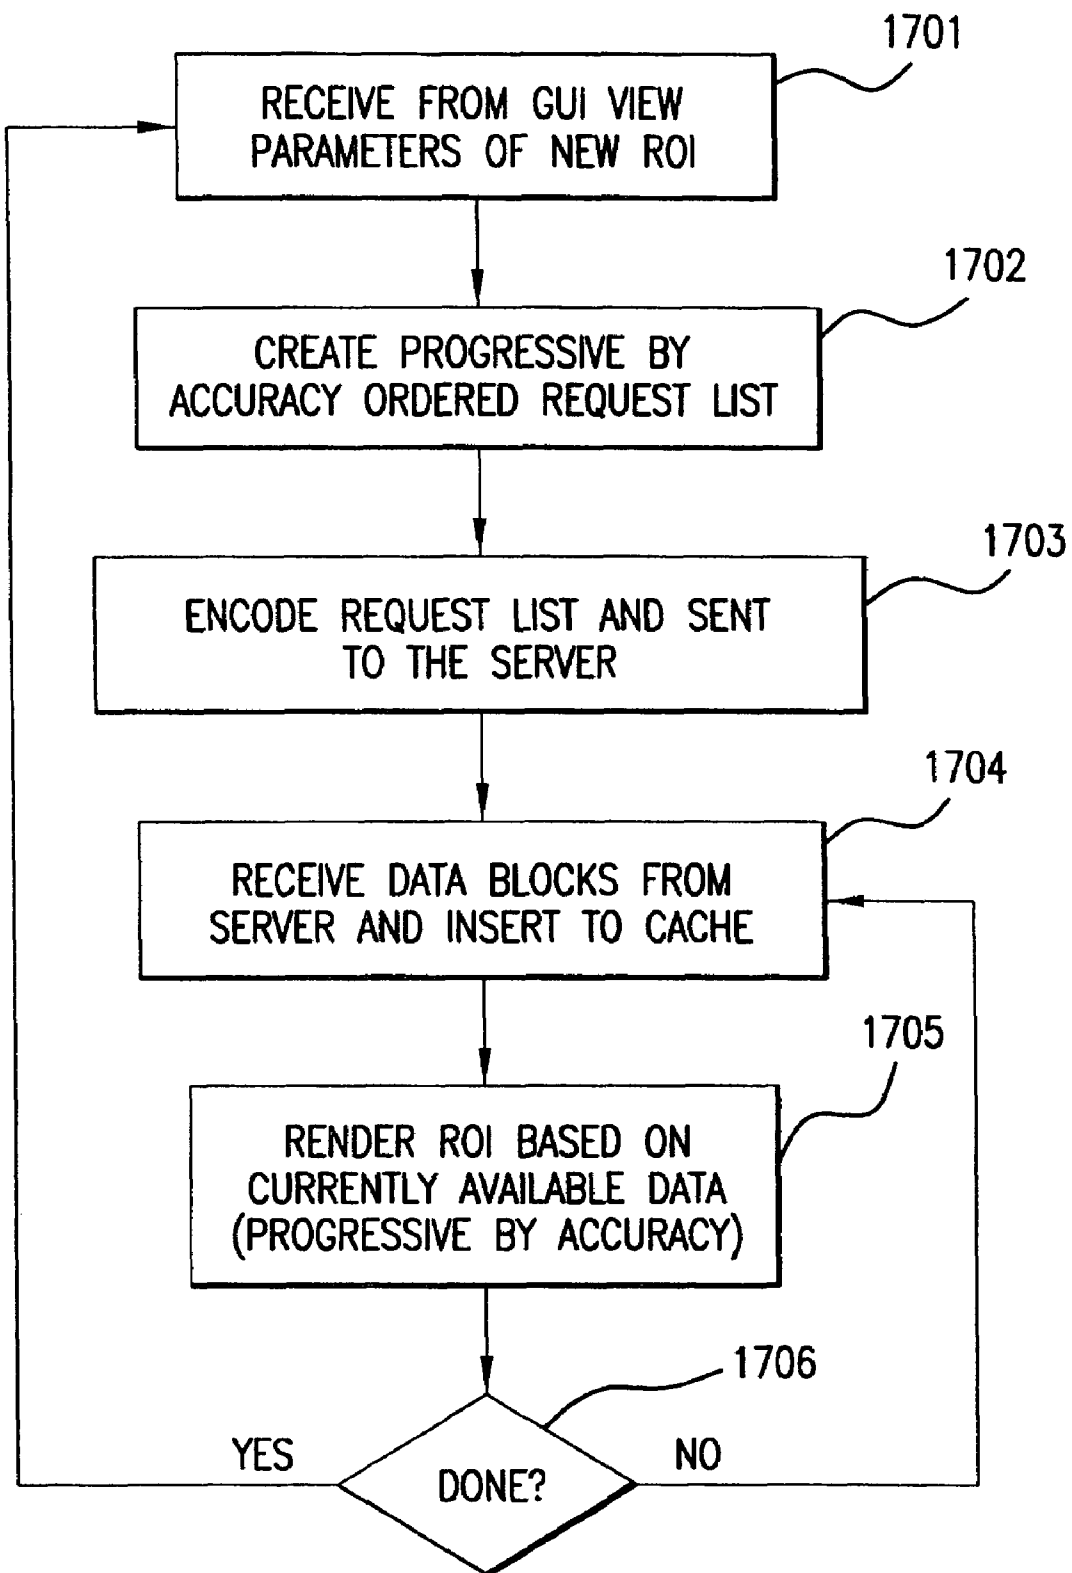 1701
RECEIVE FROM GUI VIEW
PARAMETERS OF NEW ROI
1702
CREATE PROGRESSIVE BY
ACCURACY ORDERED REQUEST LIST
1703
ENCODE REQUEST LIST AND SENT
TO THE SERVER
1704
RECEIVE DATA BLOCKS FROM
SERVER AND INSERT TO CACHE
1705
RENDER ROI BASED ON
CURRENTLY AVAILABLE DATA
(PROGRESSIVE BY ACCURACY)
1706
YES
NO
DONE?